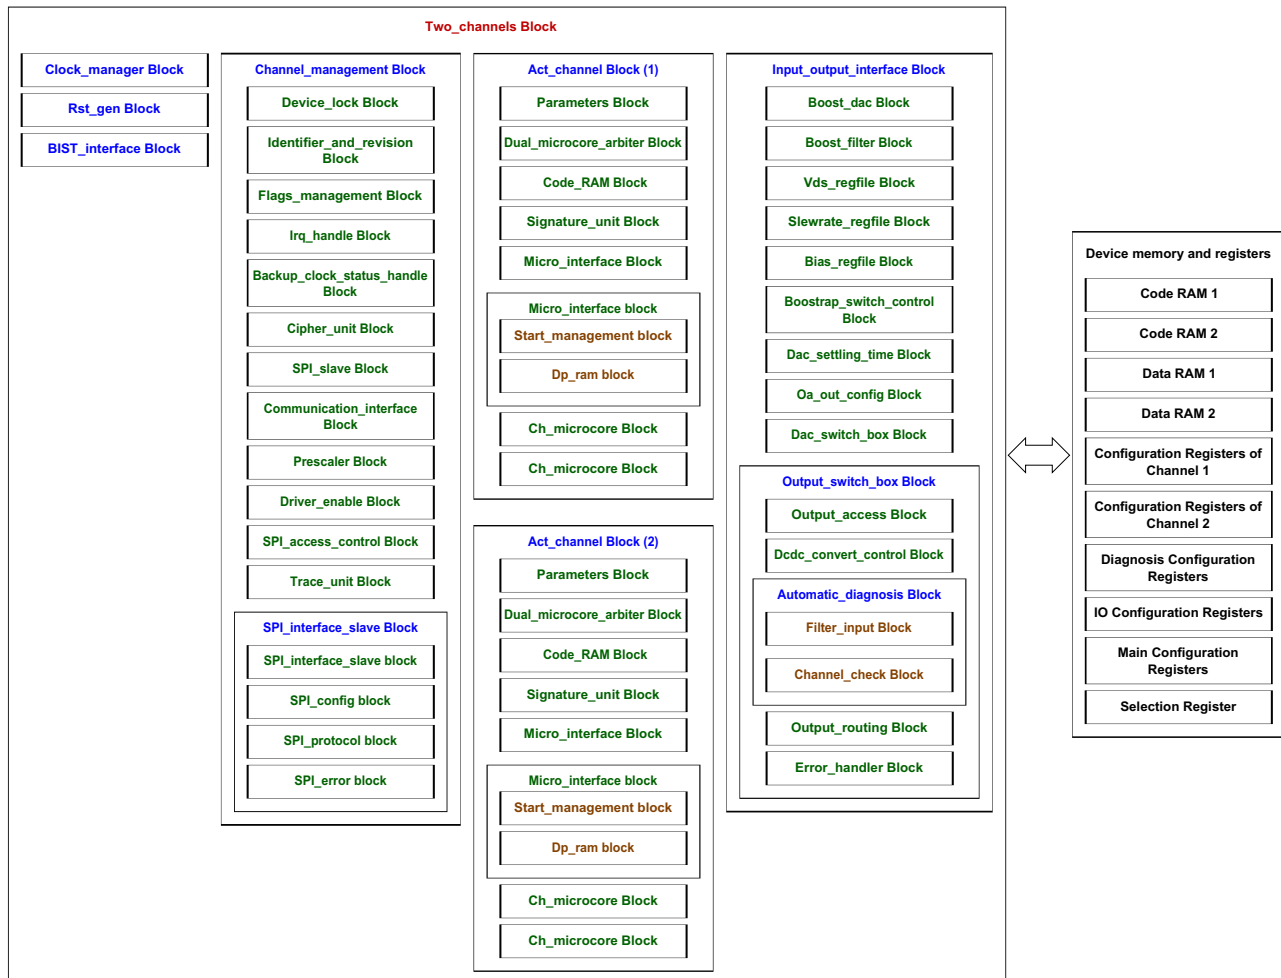 Two_channels Block
Clock_manager Block
Rst_gen Block
BIST_interface Block
Channel_management Block
Device_lock Block
Identifier_and_revision
Block
Flags_management Block
Irq_handle Block
Backup_clock_status_handle
Block
Cipher_unit Block
SPI_slave Block
Communication_interface
Block
Prescaler Block
Driver_enable Block
SPI_access_control Block
Trace_unit Block
SPI_interface_slave Block
SPI_interface_slave block
SPI_config block
SPI_protocol block
SPI_error block
Act_channel Block (1)
Parameters Block
Dual_microcore_arbiter Block
Code_RAM Block
Signature_unit Block
Micro_interface Block
Micro_interface block
Start_management block
Dp_ram block
Ch_microcore Block
Ch_microcore Block
Act_channel Block (2)
Parameters Block
Dual_microcore_arbiter Block
Code_RAM Block
Signature_unit Block
Micro_interface Block
Micro_interface block
Start_management block
Dp_ram block
Ch_microcore Block
Ch_microcore Block
Input_output_interface Block
Boost_dac Block
Boost_filter Block
Vds_regfile Block
Slewrate_regfile Block
Bias_regfile Block
Boostrap_switch_control
Block
Dac_settling_time Block
Oa_out_config Block
Dac_switch_box Block
Output_switch_box Block
Output_access Block
Dcdc_convert_control Block
Automatic_diagnosis Block
Filter_input Block
Channel_check Block
Output_routing Block
Error_handler Block
Device memory and registers
Code RAM 1
Code RAM 2
Data RAM 1
Data RAM 2
Configuration Registers of
Channel 1
Configuration Registers of
Channel 2
Diagnosis Configuration
Registers
IO Configuration Registers
Main Configuration
Registers
Selection Register